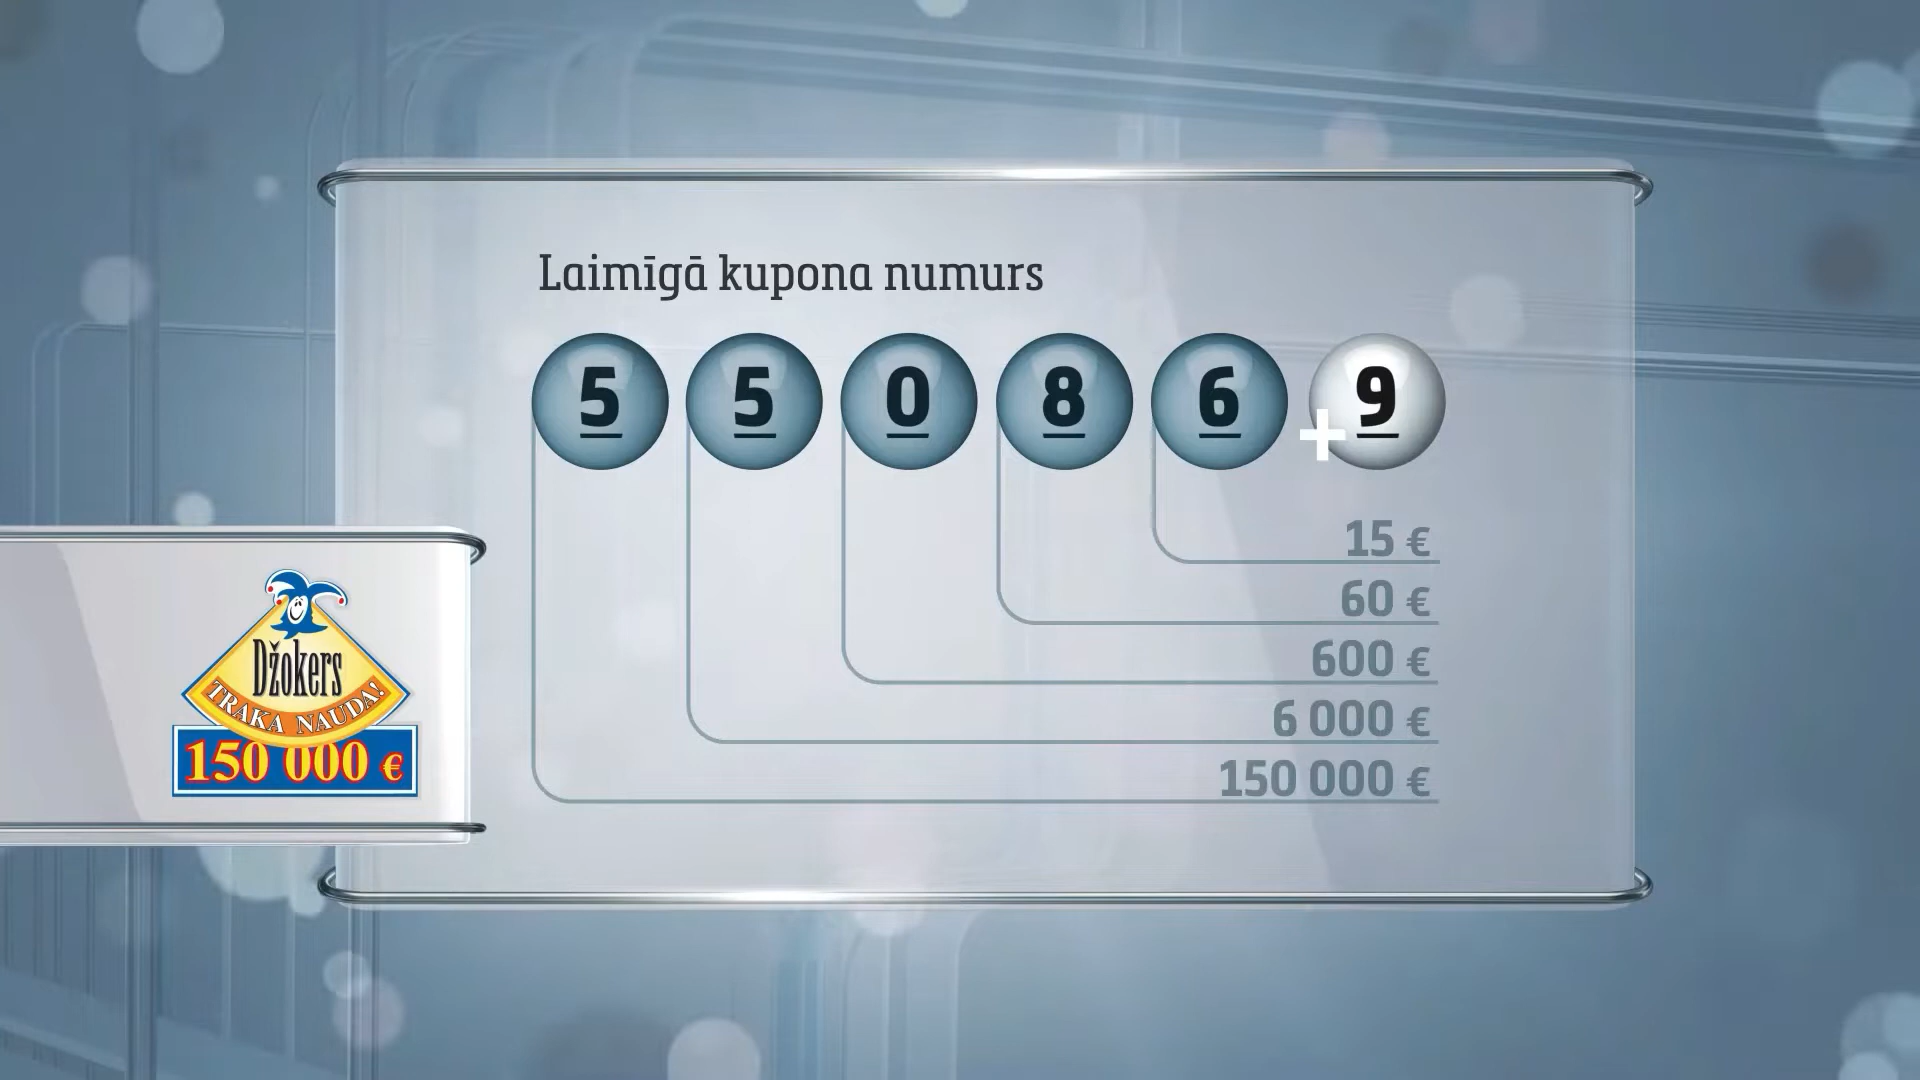 Laimīgā kupona numurs
5 5 0 8 6 + 9
15 €
60 €
600 €
6 000 €
150 000 €
Džokers
TRAKA NAUDA!
150 000 €